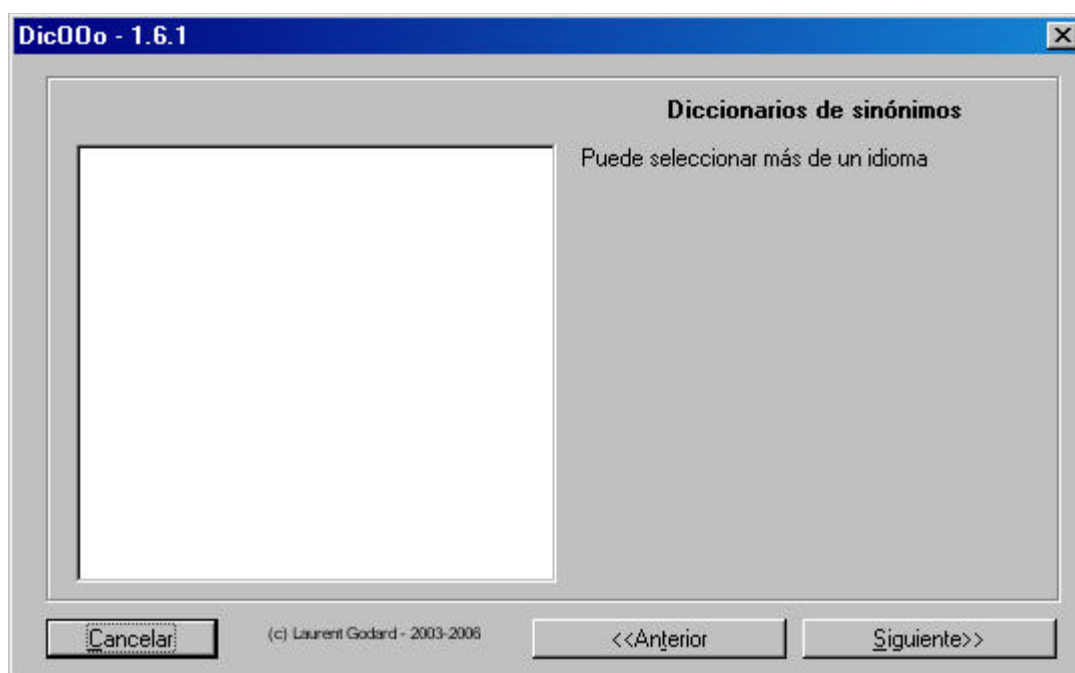 DicOOo - 1.6.1
Diccionarios de sinónimos
Puede seleccionar más de un idioma
Cancelar
(c) Laurent Godard - 2003-2006
<<Anterior
Siguiente>>